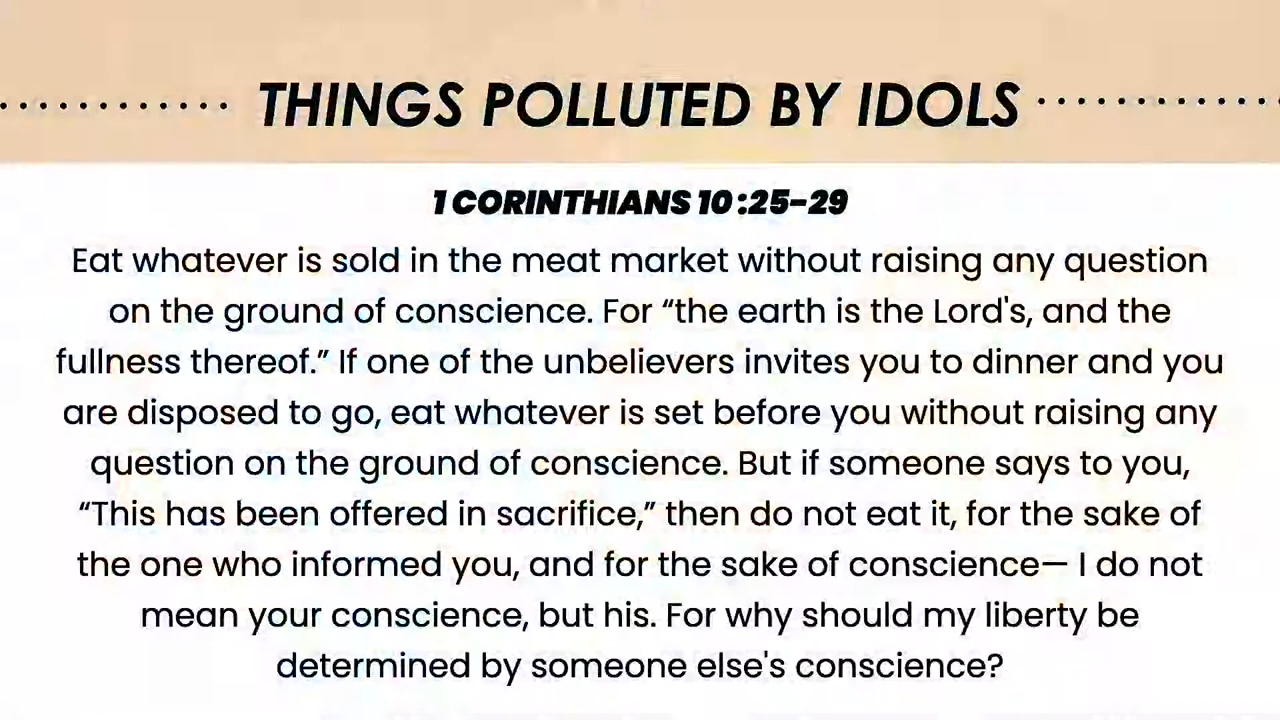 THINGS POLLUTED BY IDOLS
1 CORINTHIANS 10:25-29
Eat whatever is sold in the meat market without raising any question
on the ground of conscience. For “the earth is the Lord's, and the
fullness thereof.” If one of the unbelievers invites you to dinner and you
are disposed to go, eat whatever is set before you without raising any
question on the ground of conscience. But if someone says to you,
“This has been offered in sacrifice,” then do not eat it, for the sake of
the one who informed you, and for the sake of conscience— I do not
mean your conscience, but his. For why should my liberty be
determined by someone else's conscience?